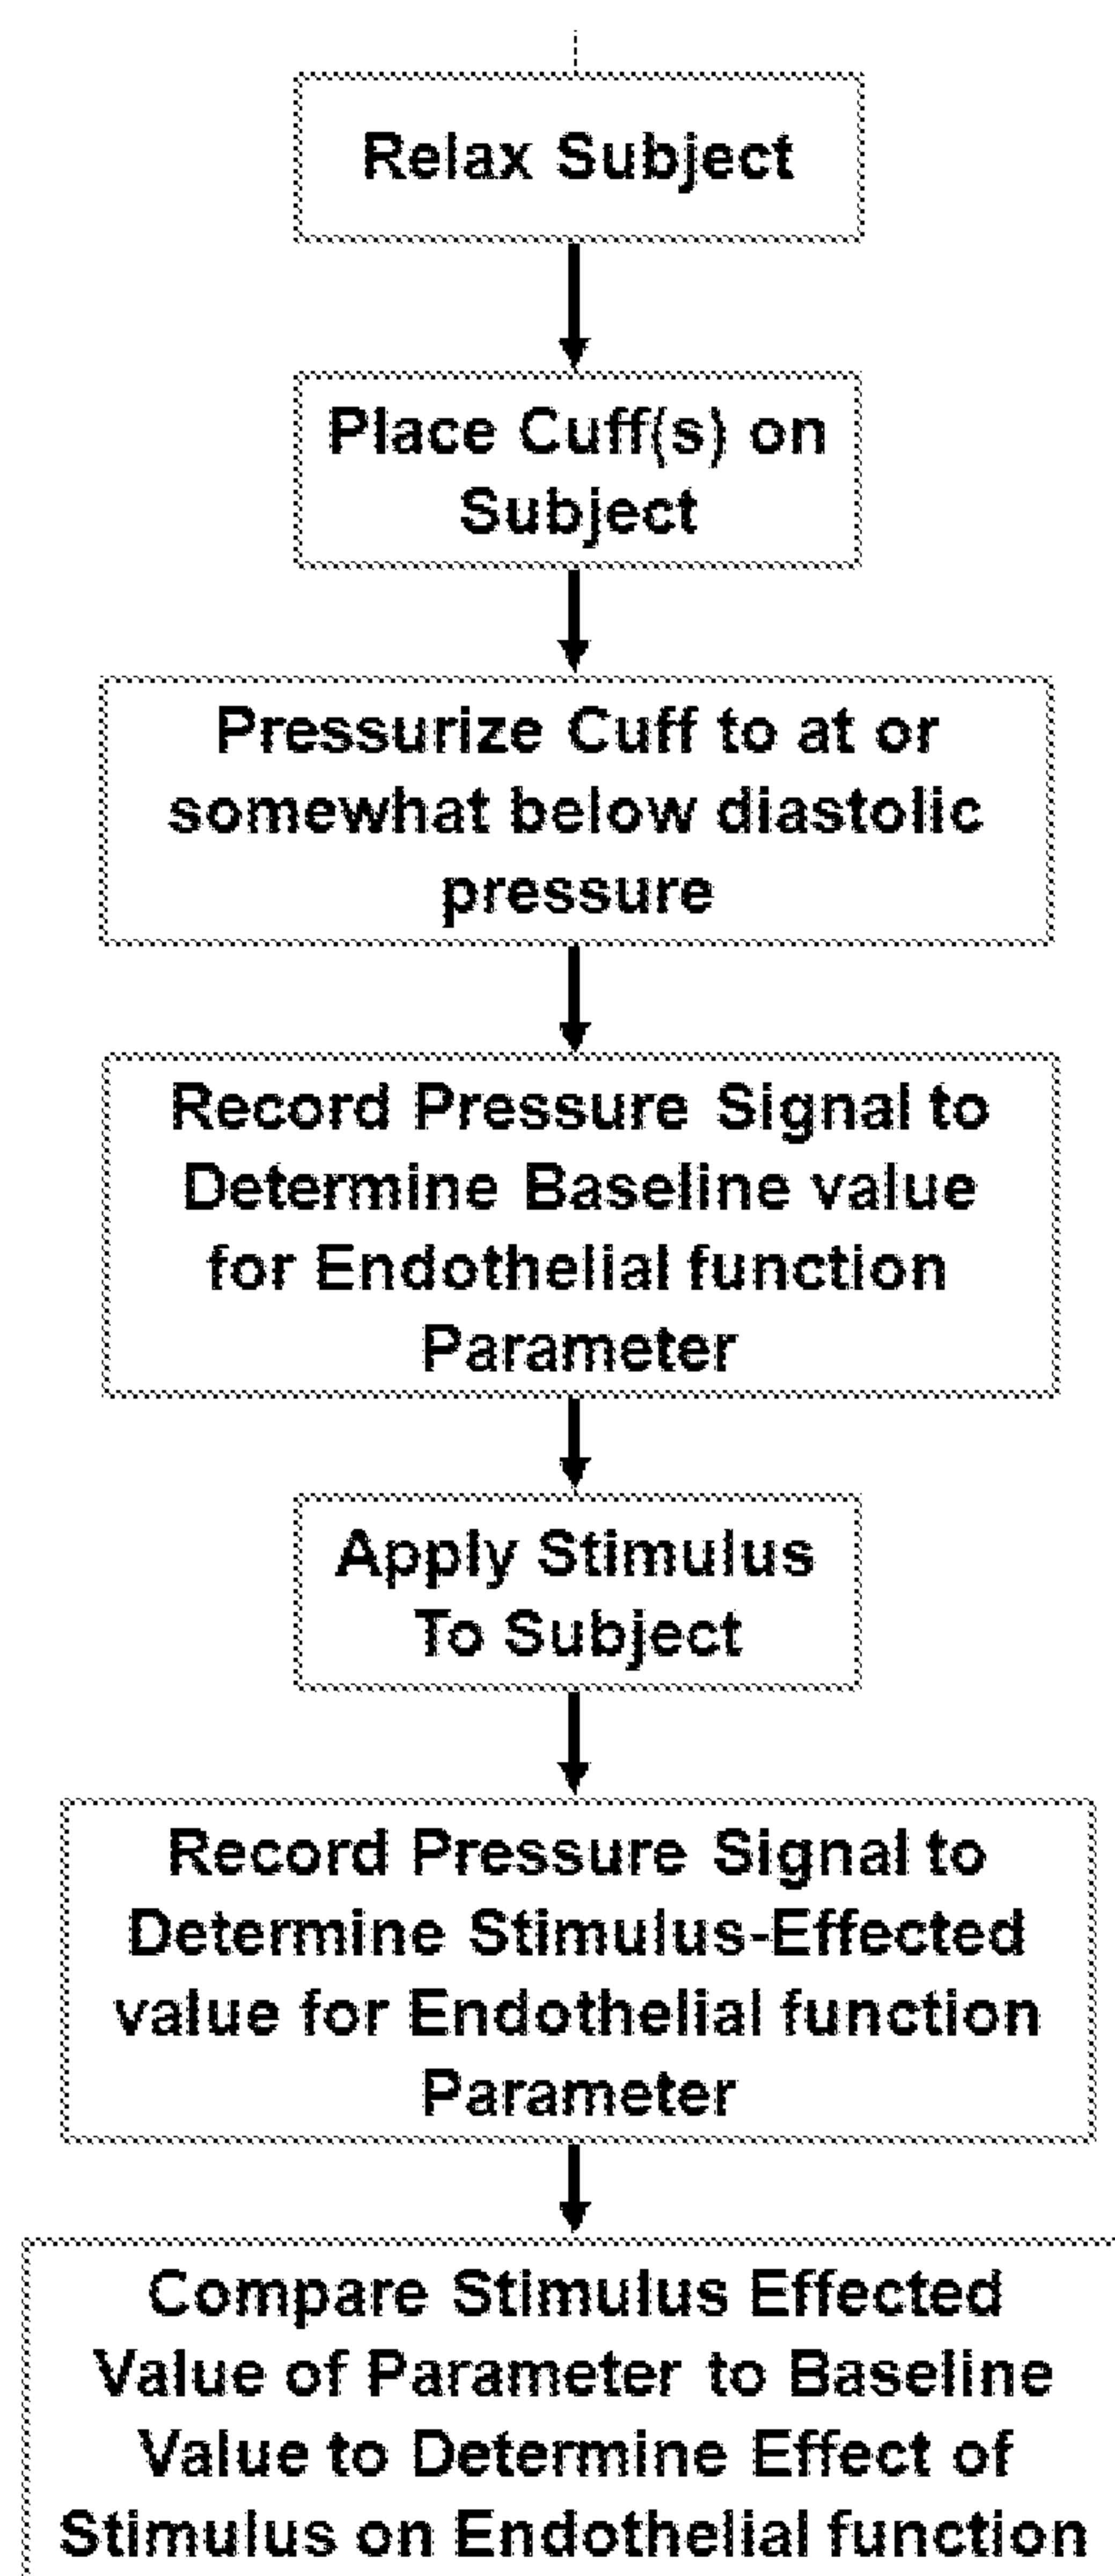 Relax Subject
Place Cuff(s) on
Subject
Pressurize Cuff to at or
somewhat below diastolic
pressure
Record Pressure Signal to
Determine Baseline value
for Endothelial function
Parameter
Apply Stimulus
To Subject
Record Pressure Signal to
Determine Stimulus-Effected
value for Endothelial function
Parameter
Compare Stimulus Effected
Value of Parameter to Baseline
Value to Determine Effect of
Stimulus on Endothelial function